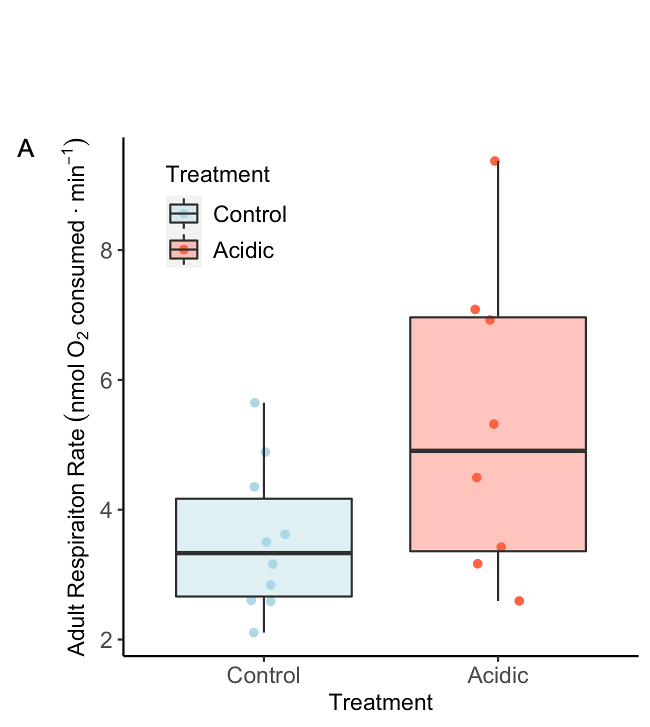 A
Adult Respiraiton Rate (nmol O₂ consumed · min⁻¹)
Treatment
Control
Acidic
8
6
4
2
Control Acidic
Treatment